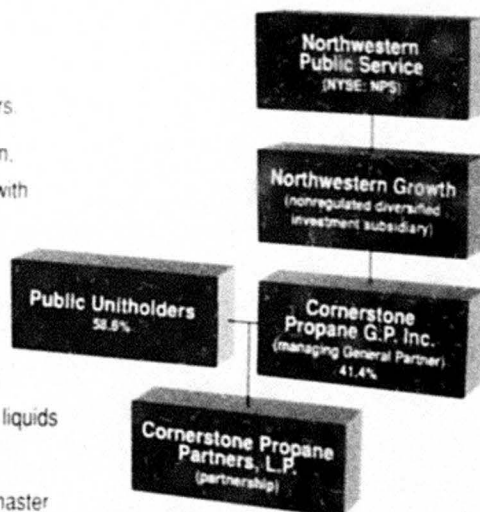 Northwestern
Public Service
(NYSE: NPS)
rs.
n.
with
Northwestern Growth
(nonregulated diversified
investment subsidiary)
Public Unitholders
58.6%
Cornerstone
Propane G.P. Inc.
(managing General Partner)
41.4%
liquids
Cornerstone Propane
Partners, L.P.
(partnership)
master